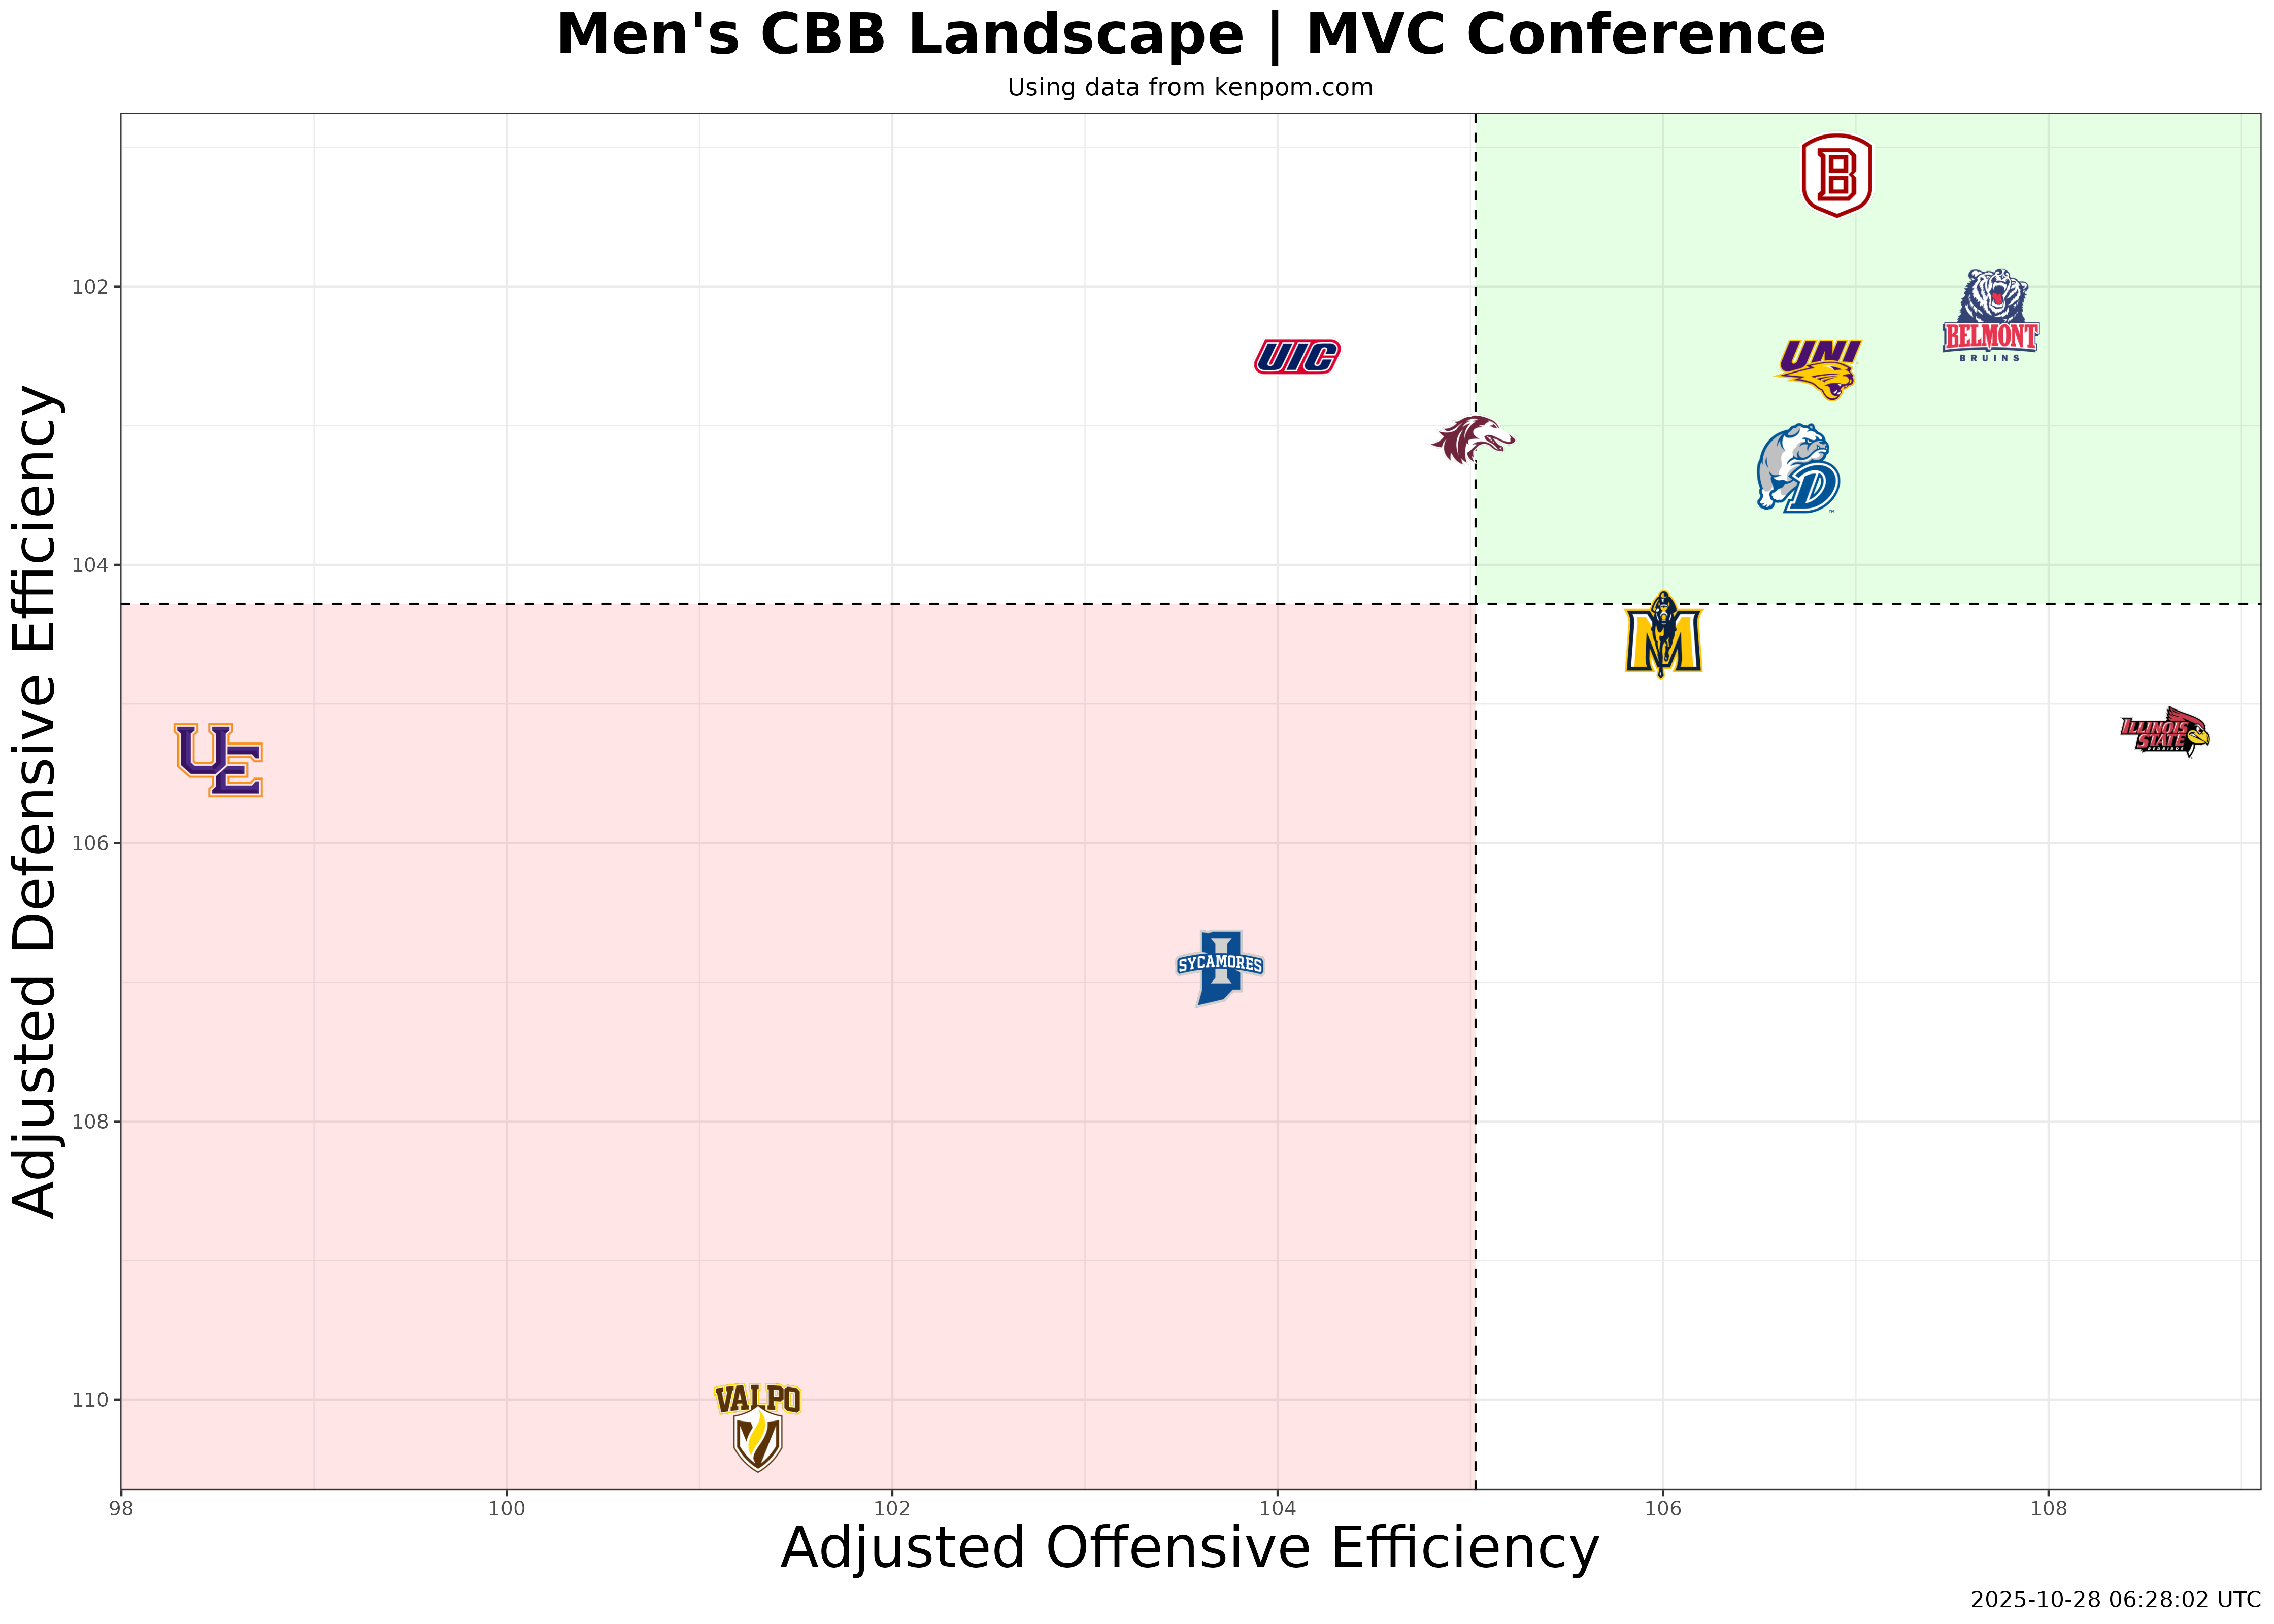 Men's CBB Landscape | MVC Conference
Using data from kenpom.com
Adjusted Defensive Efficiency
102
104
106
108
110
B
BELMONT
BRUINS
UIC
UNI
D
M
UE
ILLINOIS
STATE
I
SYCAMORES
VALPO
V
98
100
102
104
106
108
Adjusted Offensive Efficiency
2025-10-28 06:28:02 UTC